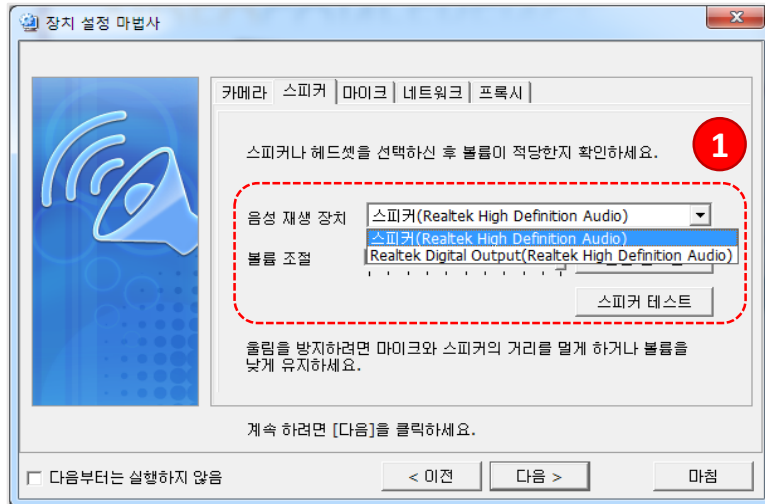 장치 설정 마법사
카메라 스피커 마이크 네트워크 프록시
스피커나 헤드셋을 선택하신 후 볼륨이 적당한지 확인하세요.
1
음성 재생 장치 스피커(Realtek High Definition Audio)
스피커(Realtek High Definition Audio)
볼륨 조절 Realtek Digital Output(Realtek High Definition Audio)
스피커 테스트
울림을 방지하려면 마이크와 스피커의 거리를 멀게 하거나 볼륨을
낮게 유지하세요.
계속 하려면 [다음]을 클릭하세요.
다음부터는 실행하지 않음 < 이전 다음 > 마침